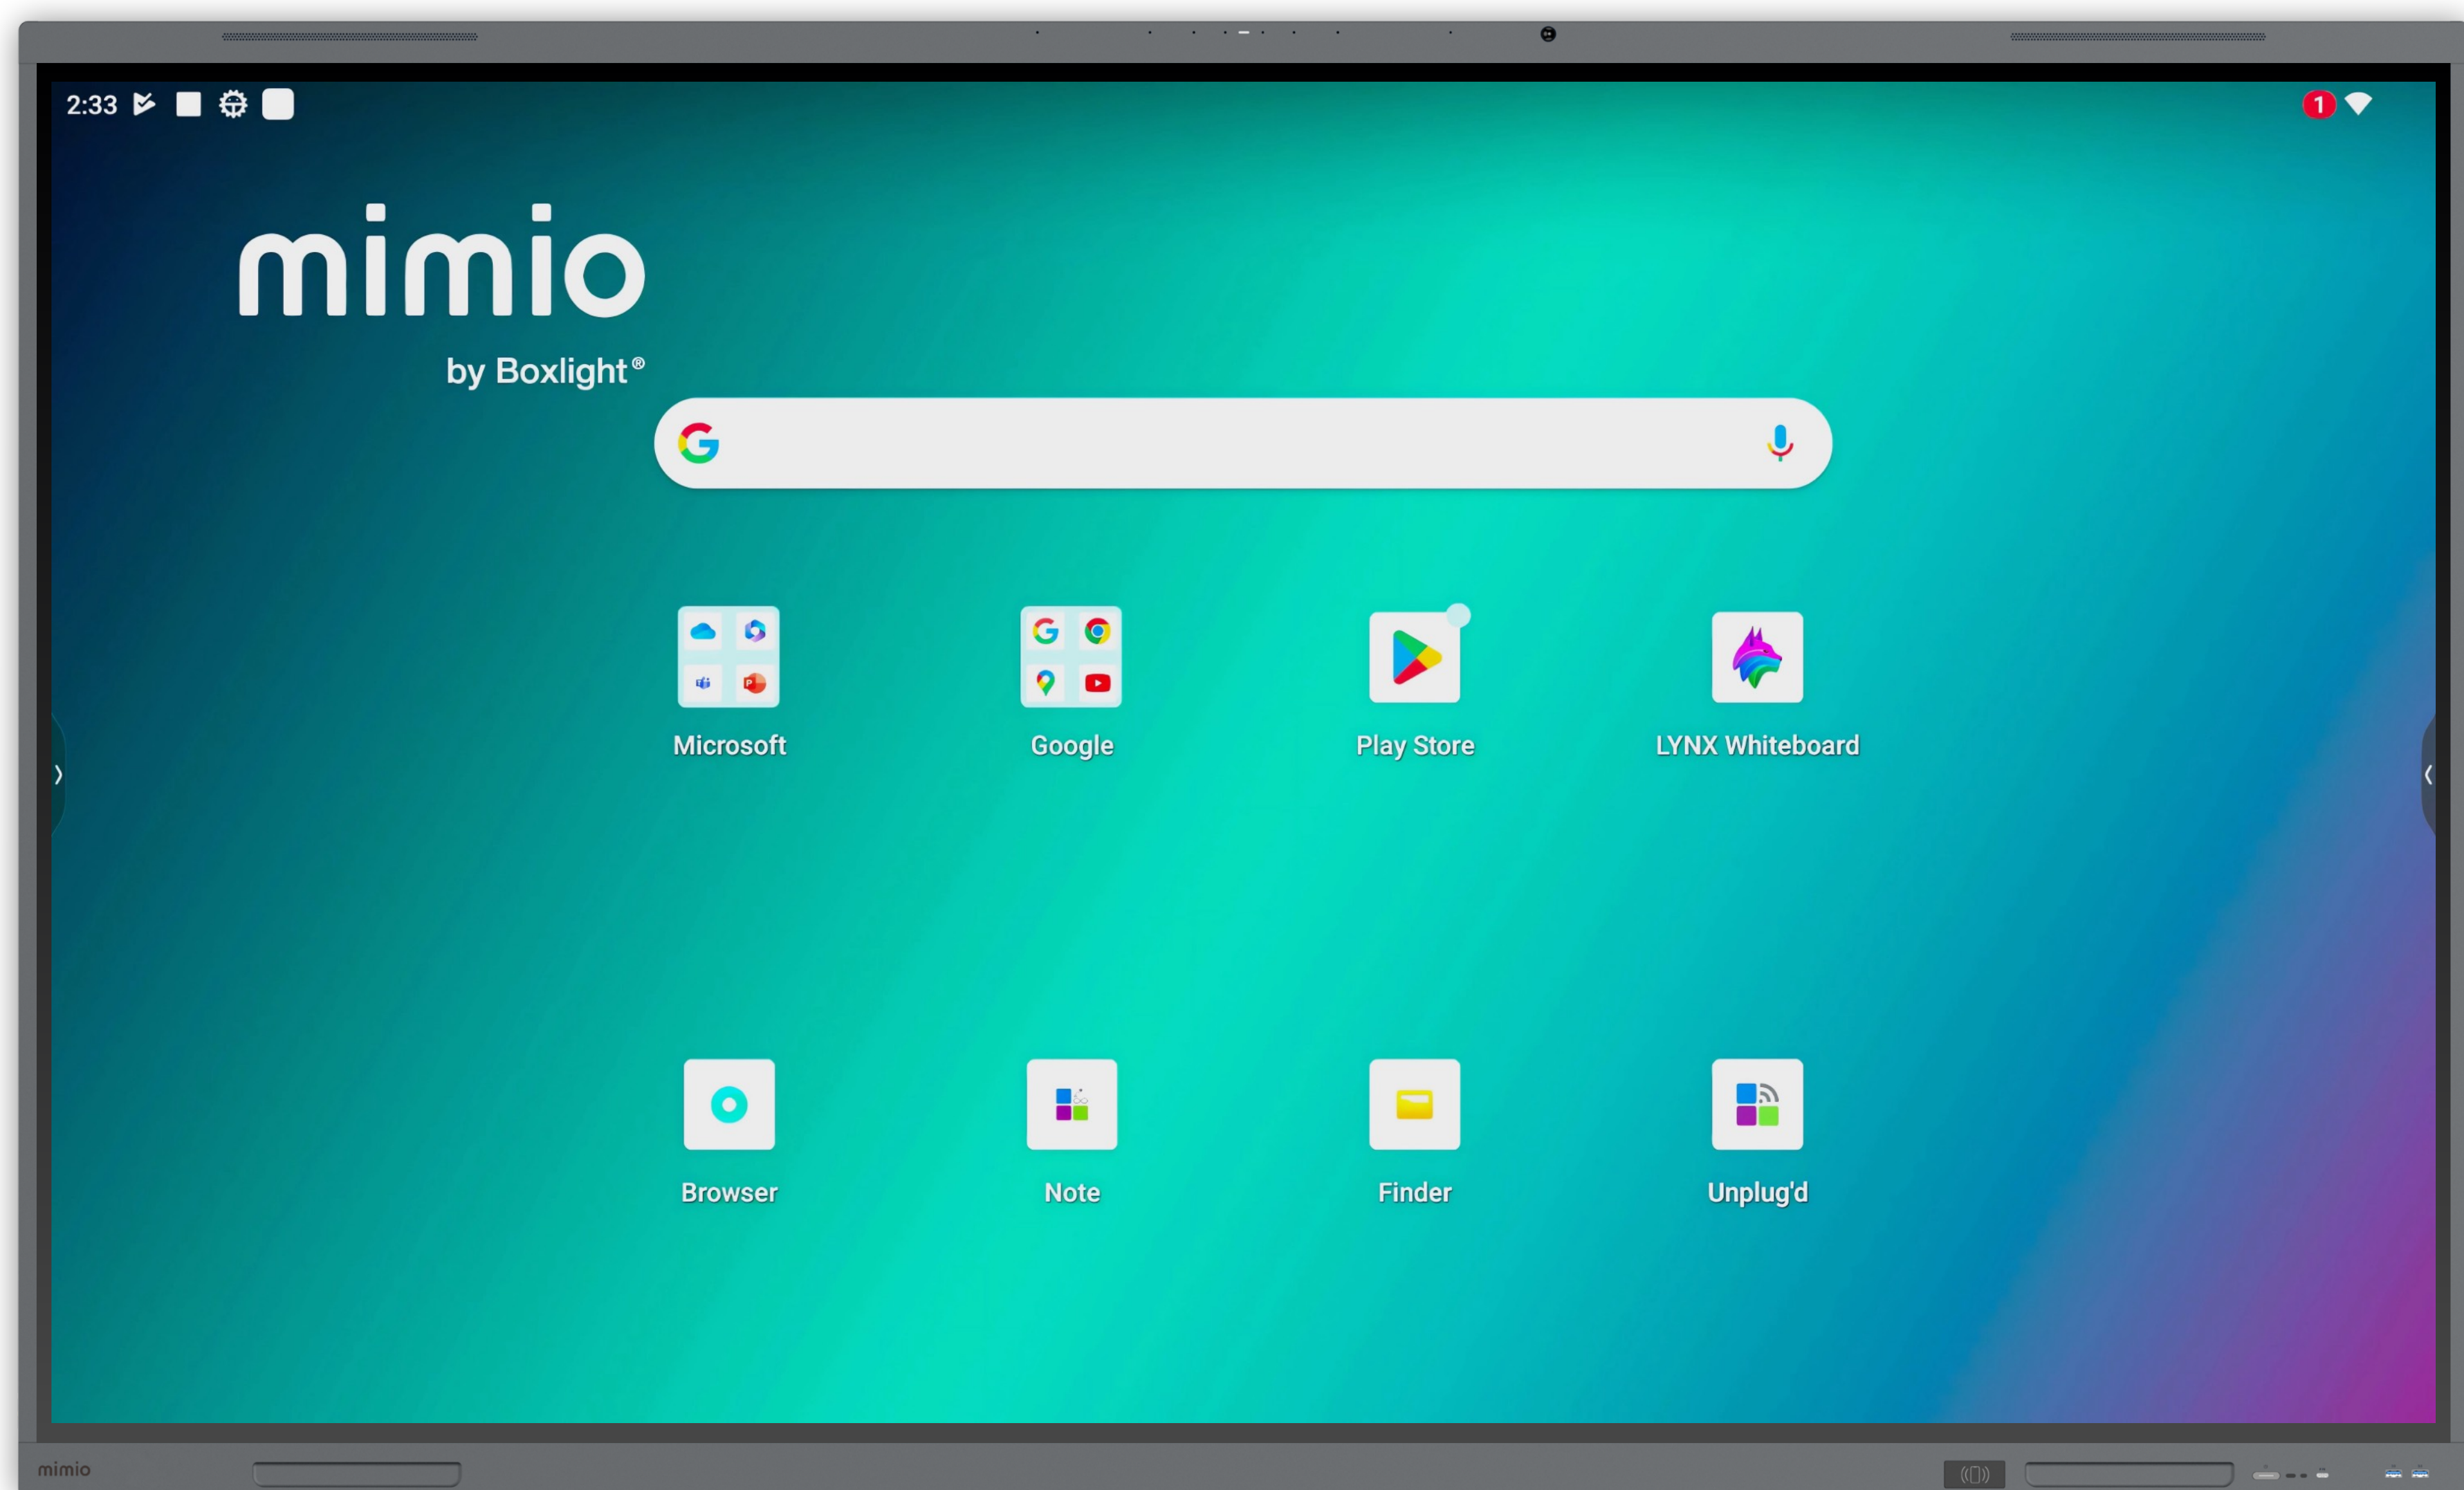 2:33
1
mimio
by Boxlight®
Microsoft
Google
Play Store
LYNX Whiteboard
Browser
Note
Finder
Unplug'd
mimio